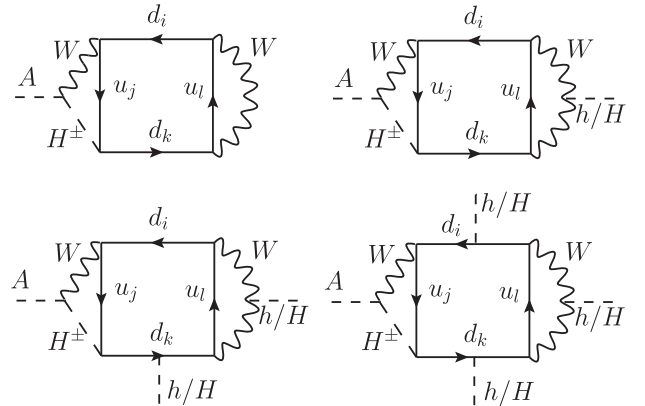 d_i
W W
A u_j u_l
H^± d_k
d_i
W W
A u_j u_l h/H
H^± d_k
d_i
W W
A u_j u_l h/H
H^± d_k
h/H
h/H
d_i
W W
A u_j u_l h/H
H^± d_k
h/H